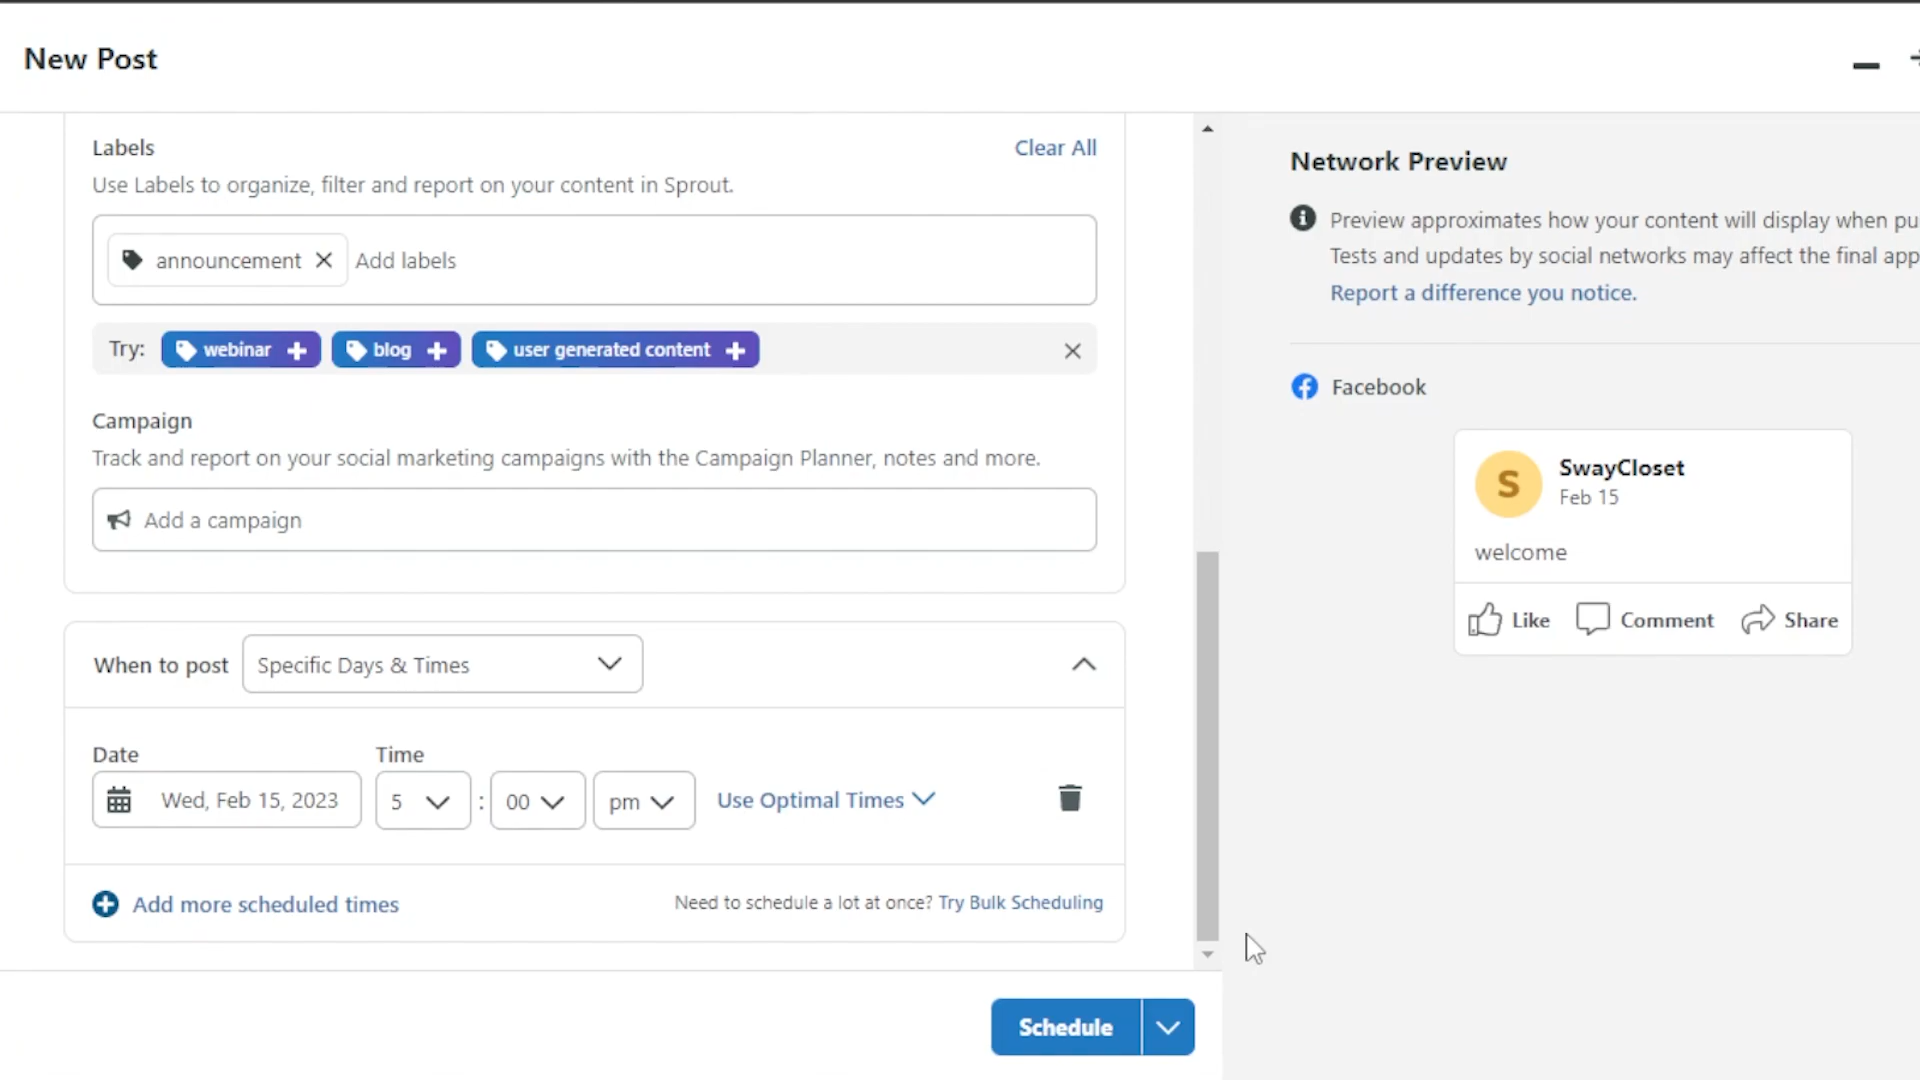 New Post
Labels
Clear All
Use Labels to organize, filter and report on your content in Sprout.
announcement
Add labels
Try:
webinar
blog
user generated content
Campaign
Track and report on your social marketing campaigns with the Campaign Planner, notes and more.
Add a campaign
When to post
Specific Days & Times
Date
Time
Wed, Feb 15, 2023
5 : 00 pm
Use Optimal Times
Add more scheduled times
Need to schedule a lot at once? Try Bulk Scheduling
Schedule
Network Preview
Preview approximates how your content will display when pu
Tests and updates by social networks may affect the final app
Report a difference you notice.
Facebook
S
SwayCloset
Feb 15
welcome
Like
Comment
Share